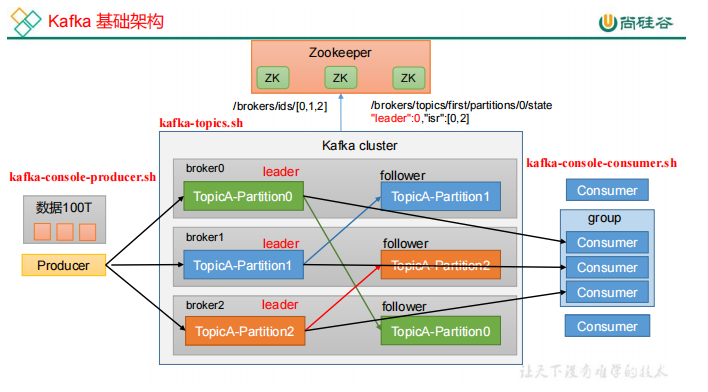 Kafka 基础架构
尚硅谷
Zookeeper
ZK
ZK
ZK
/brokers/ids/[0,1,2]
/brokers/topics/first/partitions/0/state
"leader":0,"isr":[0,2]
kafka-topics.sh
Kafka cluster
kafka-console-producer.sh
kafka-console-consumer.sh
broker0
leader
follower
TopicA-Partition0
TopicA-Partition1
broker1
leader
follower
TopicA-Partition1
TopicA-Partition2
broker2
leader
follower
TopicA-Partition2
TopicA-Partition0
数据100T
Producer
Consumer
group
Consumer
Consumer
Consumer
Consumer
让天下没有难学的技术